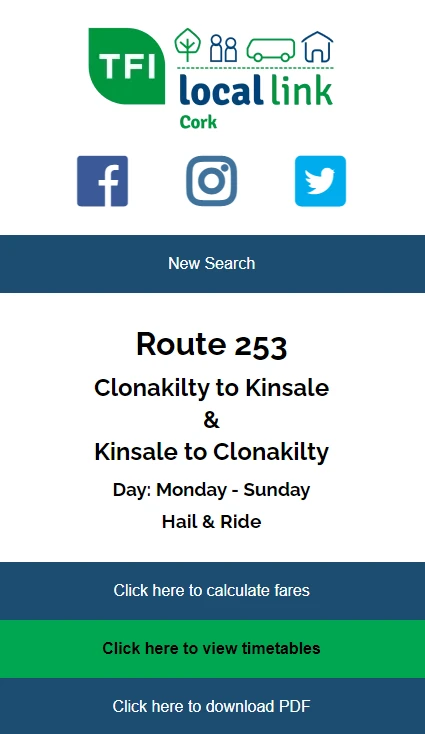 TFI
local link
Cork
New Search
Route 253
Clonakilty to Kinsale
&
Kinsale to Clonakilty
Day: Monday - Sunday
Hail & Ride
Click here to calculate fares
Click here to view timetables
Click here to download PDF